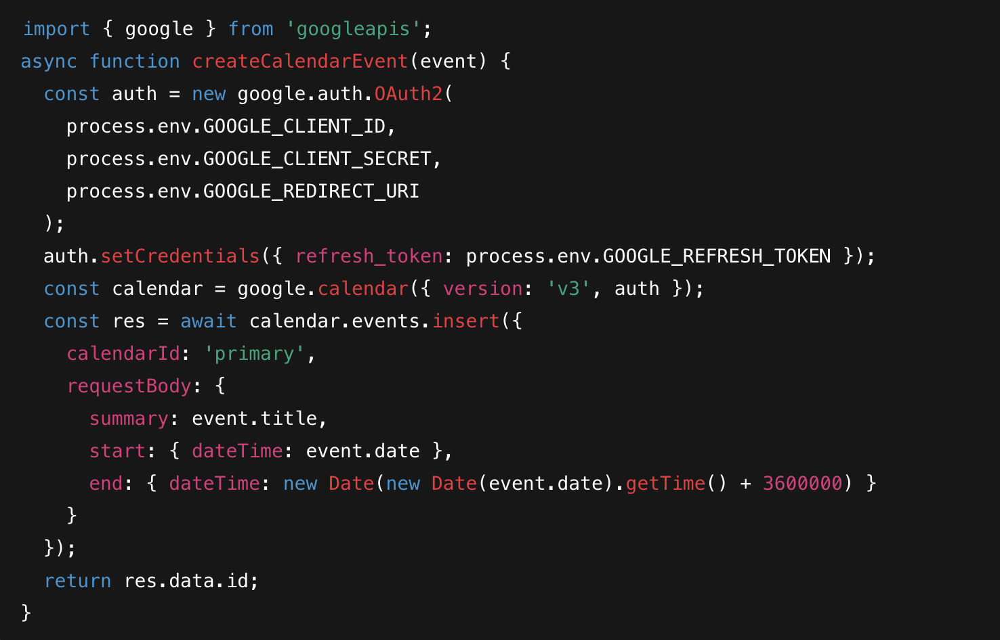 import { google } from 'googleapis';
async function createCalendarEvent(event) {
  const auth = new google.auth.OAuth2(
    process.env.GOOGLE_CLIENT_ID,
    process.env.GOOGLE_CLIENT_SECRET,
    process.env.GOOGLE_REDIRECT_URI
  );
  auth.setCredentials({ refresh_token: process.env.GOOGLE_REFRESH_TOKEN });
  const calendar = google.calendar({ version: 'v3', auth });
  const res = await calendar.events.insert({
    calendarId: 'primary',
    requestBody: {
      summary: event.title,
      start: { dateTime: event.date },
      end: { dateTime: new Date(new Date(event.date).getTime() + 3600000) }
    }
  });
  return res.data.id;
}